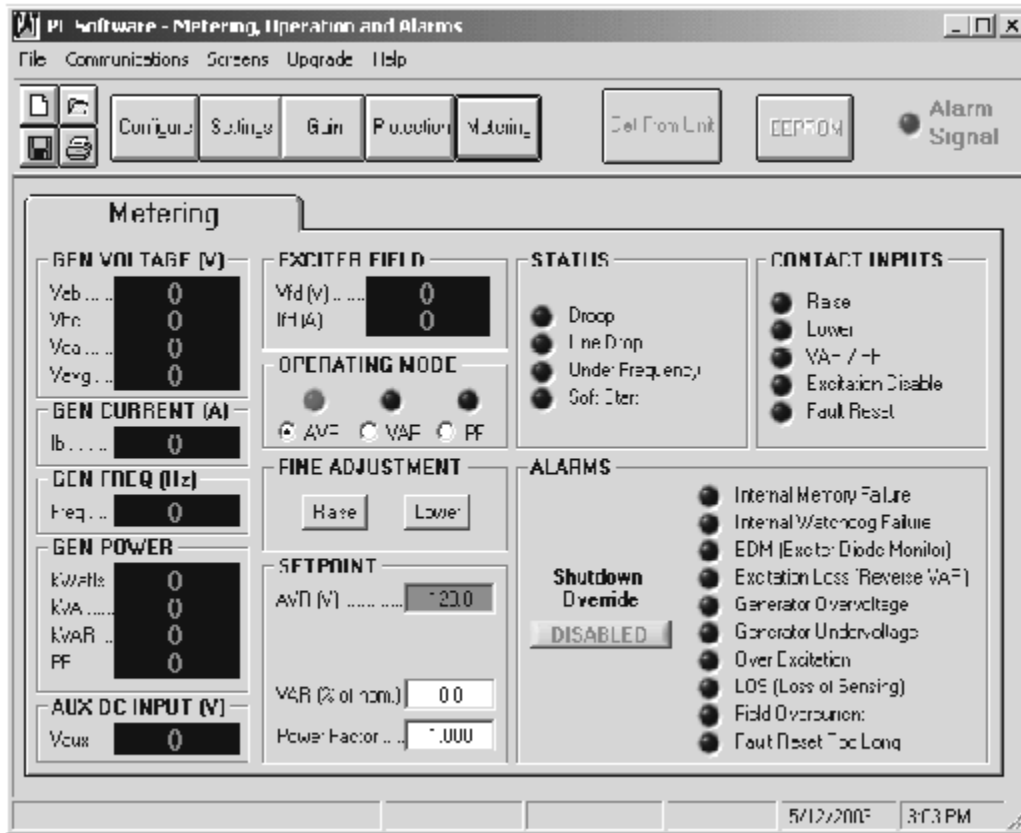 Software - Metering, Operation and Alarms
File Communications Screens Upgrade Help
Configure Settings Gain Protection Metering Get From Unit EEPROM Alarm Signal
Metering
GEN VOLTAGE (V)
0
0
0
0
GEN CURRENT (A)
Ib 0
GEN FREQ (Hz)
Freq 0
GEN POWER
kWatts 0
kVA 0
kVAR 0
PF 0
AUX DC INPUT (V)
Vaux 0
EXCITER FIELD
Vfd (V) 0
Ifd (A) 0
OPERATING MODE
AVR VAR PF
FINE ADJUSTMENT
Raise Lower
SETPOINT
AVR (V) 120.0
VAR (% of nom.) 0.0
Power Factor 1.000
STATUS
Droop
Line Drop
Under Frequency
Soft Start
CONTACT INPUTS
Raise
Lower
VAR / PF
Excitation Disable
Fault Reset
ALARMS
Shutdown
Override
DISABLED
Internal Memory Failure
Internal Watchdog Failure
EDM (Exciter Diode Monitor)
Excitation Loss (Reverse VAR)
Generator Overvoltage
Generator Undervoltage
Over Excitation
LOS (Loss of Sensing)
Field Overcurrent
Fault Reset Too Long
3:03 PM